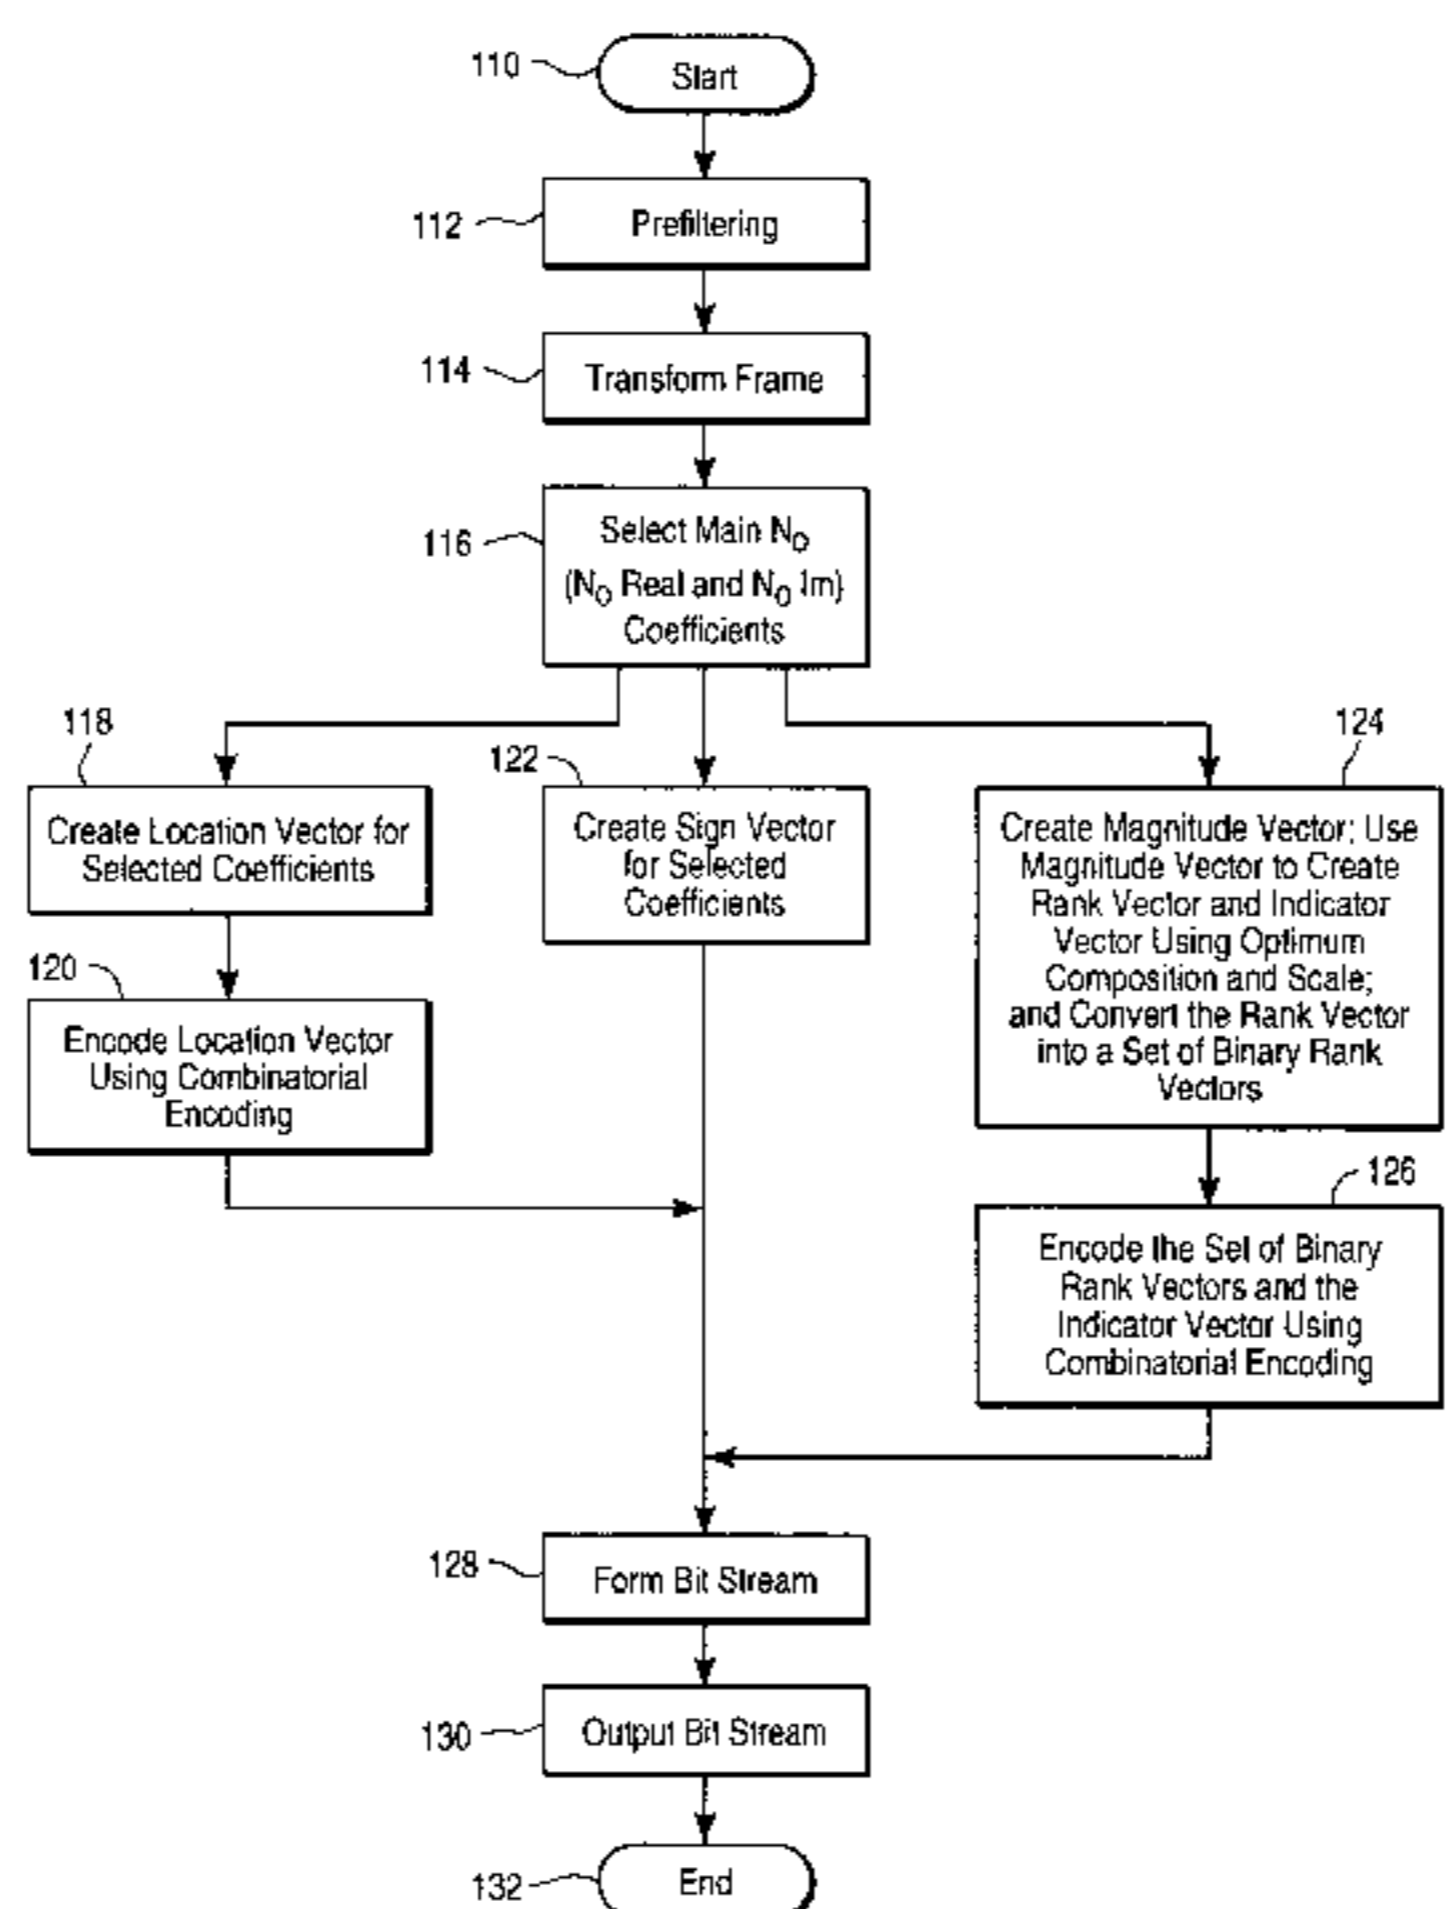 110
Start
112
Prefiltering
114
Transform Frame
116
Select Main NO
(NO Real and NO Im)
Coefficients
118
Create Location Vector for
Selected Coefficients
120
Encode Location Vector
Using Combinatorial
Encoding
122
Create Sign Vector
for Selected
Coefficients
124
Create Magnitude Vector; Use
Magnitude Vector to Create
Rank Vector and Indicator
Vector Using Optimum
Composition and Scale;
and Convert the Rank Vector
into a Set of Binary Rank
Vectors
126
Encode the Set of Binary
Rank Vectors and the
Indicator Vector Using
Combinatorial Encoding
128
Form Bit Stream
130
Output Bit Stream
132
End